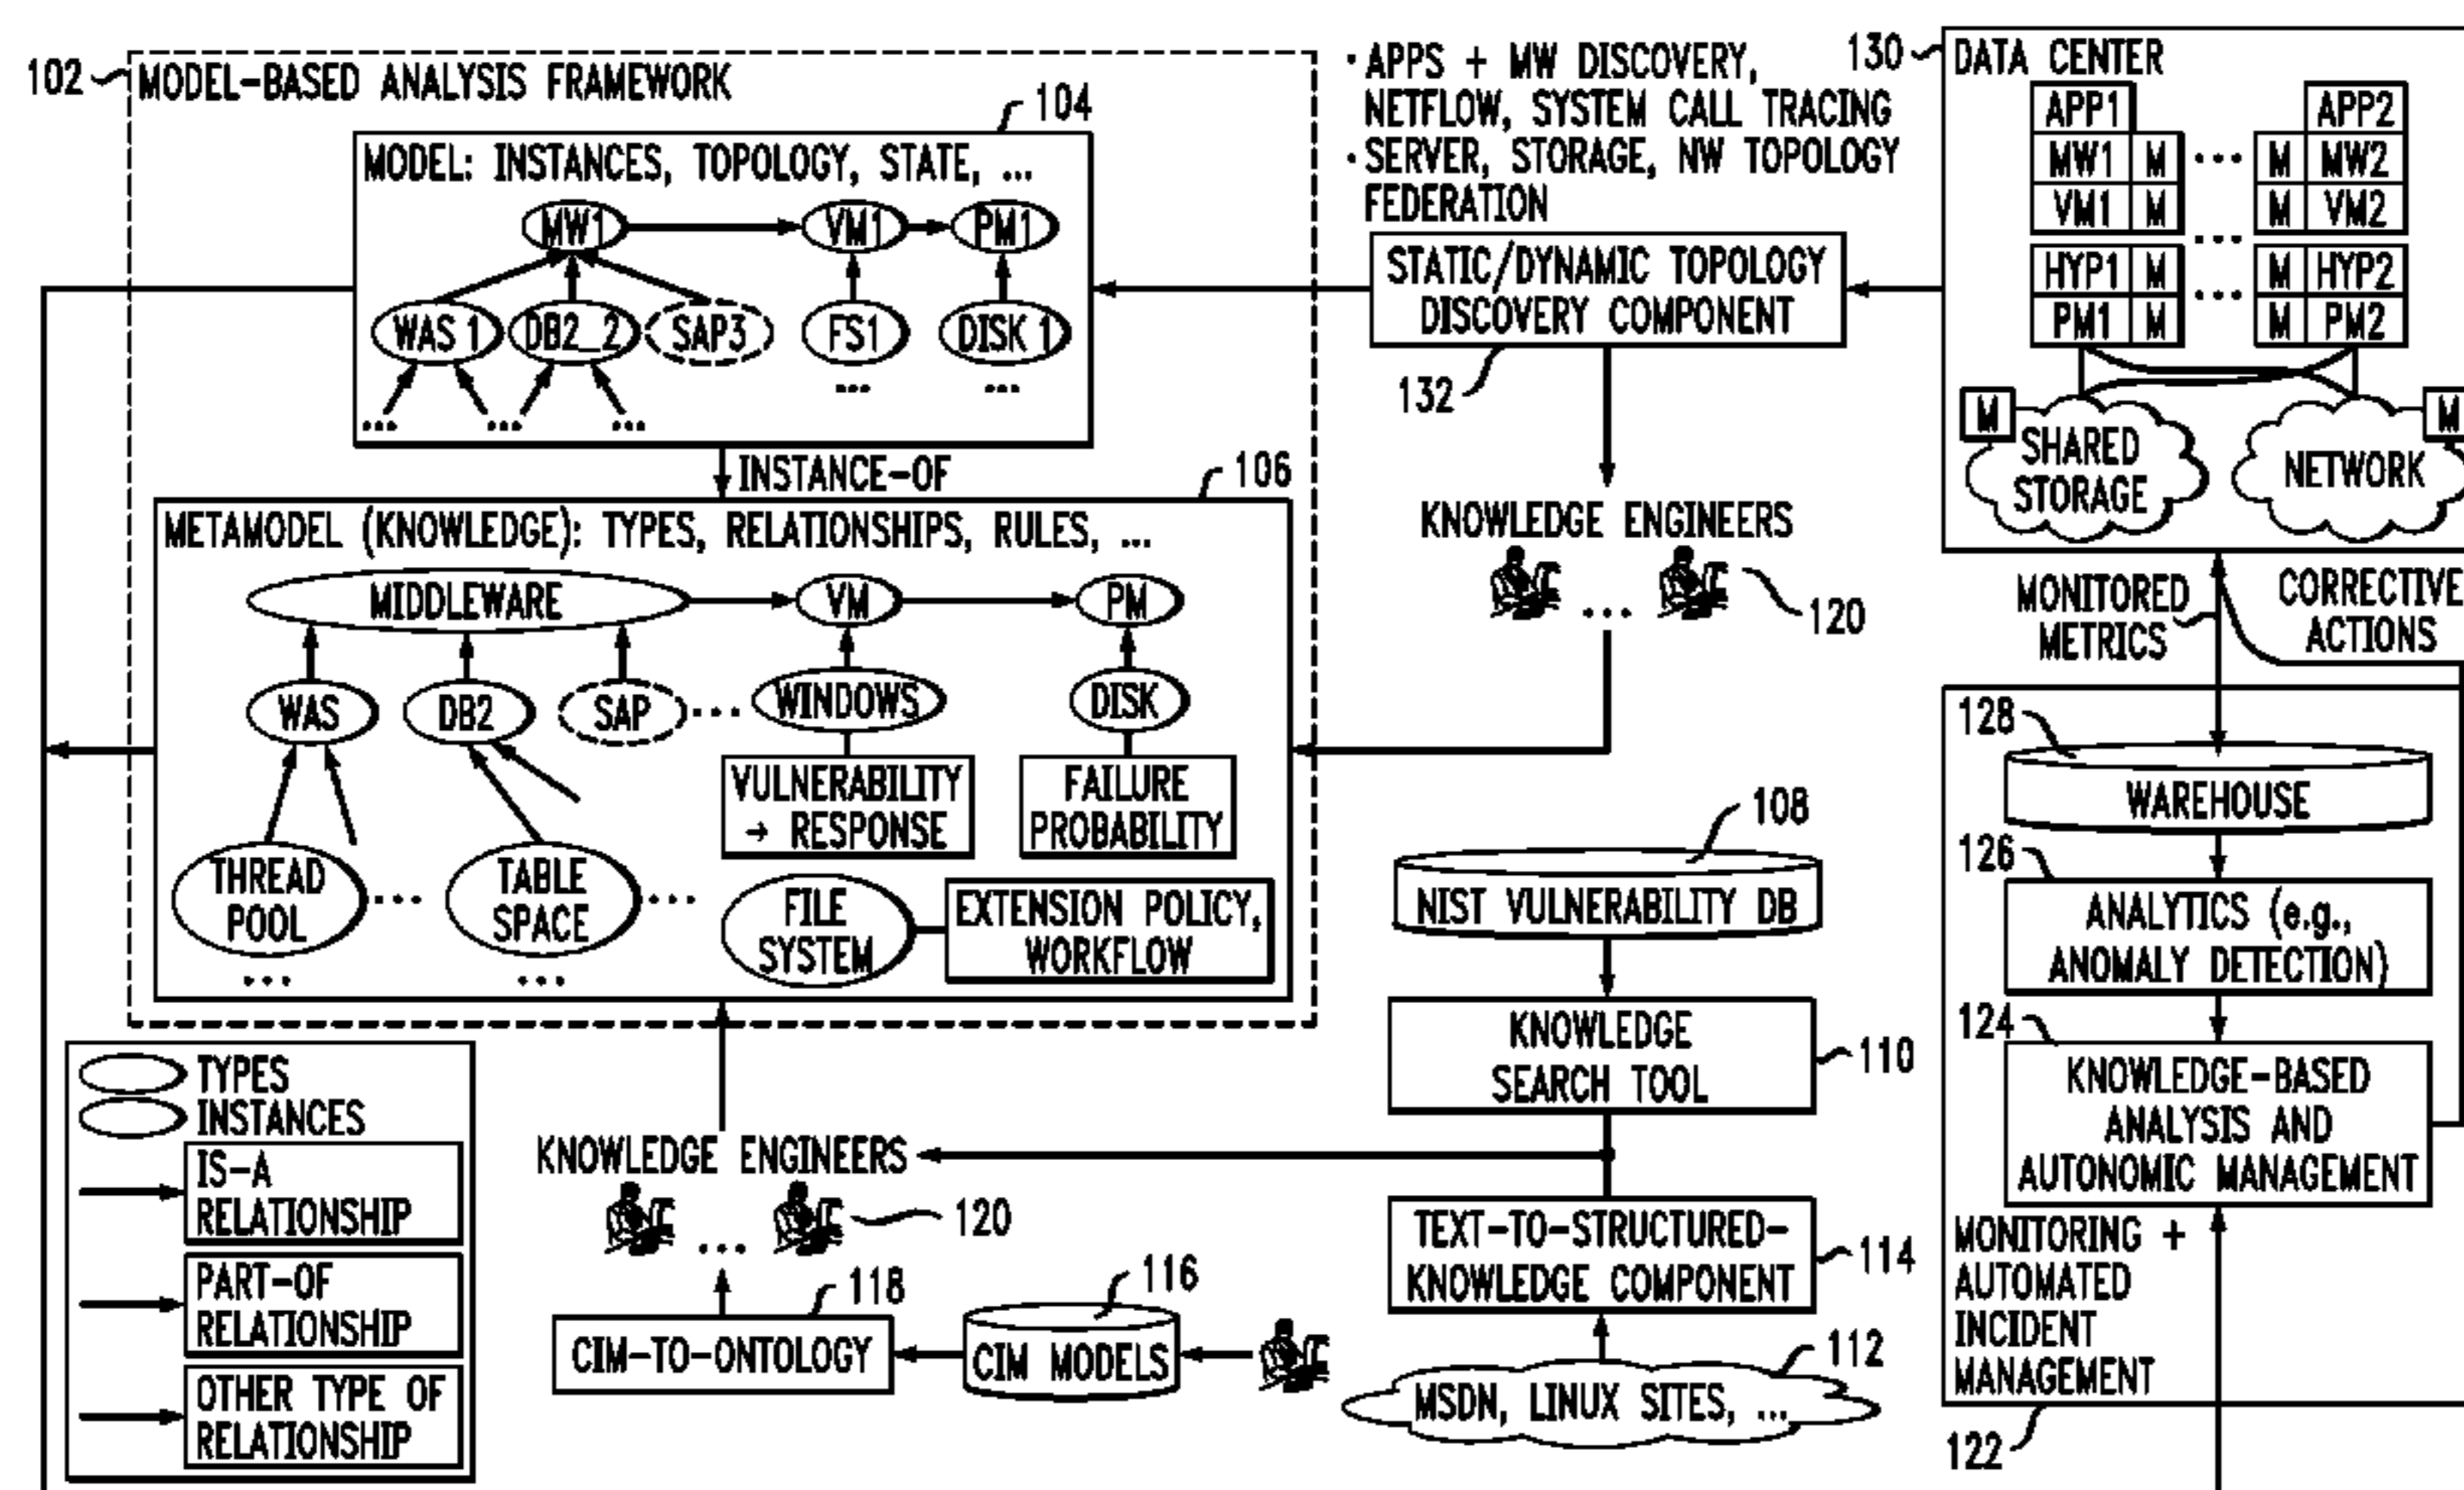 102
MODEL-BASED ANALYSIS FRAMEWORK
104
MODEL: INSTANCES, TOPOLOGY, STATE, ...
MW1
VM1
PM1
WAS 1
DB2_2
SAP3
FS1
DISK 1
...
...
...
...
...
INSTANCE-OF
106
METAMODEL (KNOWLEDGE): TYPES, RELATIONSHIPS, RULES, ...
MIDDLEWARE
VM
PM
WAS
DB2
SAP
...
WINDOWS
DISK
VULNERABILITY
→ RESPONSE
FAILURE
PROBABILITY
THREAD
POOL
...
TABLE
SPACE
...
FILE
SYSTEM
EXTENSION POLICY,
WORKFLOW
...
...
TYPES
INSTANCES
IS-A
RELATIONSHIP
PART-OF
RELATIONSHIP
OTHER TYPE OF
RELATIONSHIP
KNOWLEDGE ENGINEERS
...
120
118
CIM-TO-ONTOLOGY
116
CIM MODELS
• APPS + MW DISCOVERY,
NETFLOW, SYSTEM CALL TRACING
• SERVER, STORAGE, NW TOPOLOGY
FEDERATION
STATIC/DYNAMIC TOPOLOGY
DISCOVERY COMPONENT
132
KNOWLEDGE ENGINEERS
...
120
108
NIST VULNERABILITY DB
KNOWLEDGE
SEARCH TOOL
110
TEXT-TO-STRUCTURED-
KNOWLEDGE COMPONENT
114
112
MSDN, LINUX SITES, ...
130
DATA CENTER
APP1
APP2
MW1 M ... M MW2
VM1 M M VM2
...
HYP1 M M HYP2
...
PM1 M M PM2
M
SHARED
STORAGE
NETWORK
M
MONITORED
METRICS
CORRECTIVE
ACTIONS
128
WAREHOUSE
126
ANALYTICS (e.g.,
ANOMALY DETECTION)
124
KNOWLEDGE-BASED
ANALYSIS AND
AUTONOMIC MANAGEMENT
MONITORING +
AUTOMATED
INCIDENT
MANAGEMENT
122